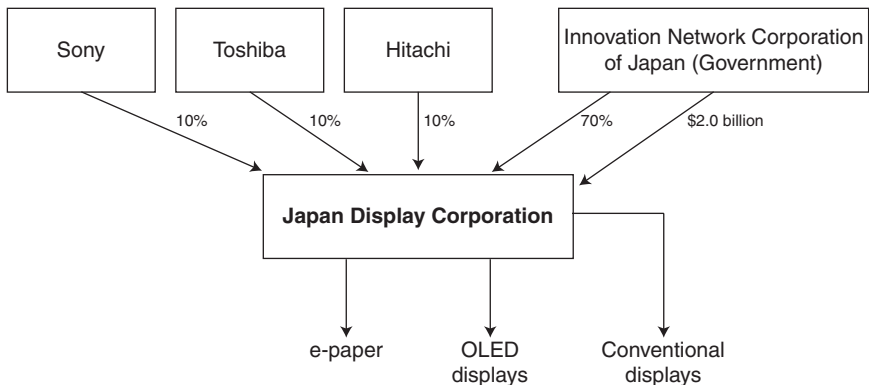 Sony
Toshiba
Hitachi
Innovation Network Corporation
of Japan (Government)
10%
10%
10%
70%
$2.0 billion
Japan Display Corporation
e-paper
OLED
displays
Conventional
displays